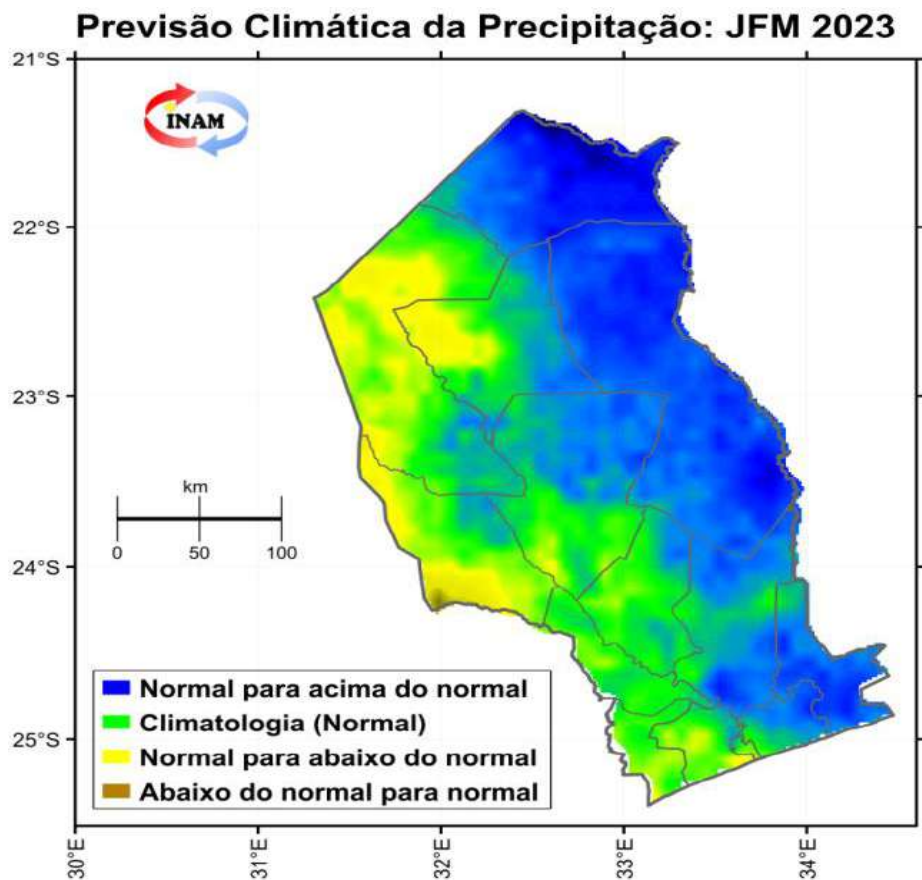 Previsão Climática da Precipitação: JFM 2023
21°S
INAM
22°S
23°S
km
0 50 100
24°S
Normal para acima do normal
Climatologia (Normal)
25°S
Normal para abaixo do normal
Abaixo do normal para normal
30°E 31°E 32°E 33°E 34°E